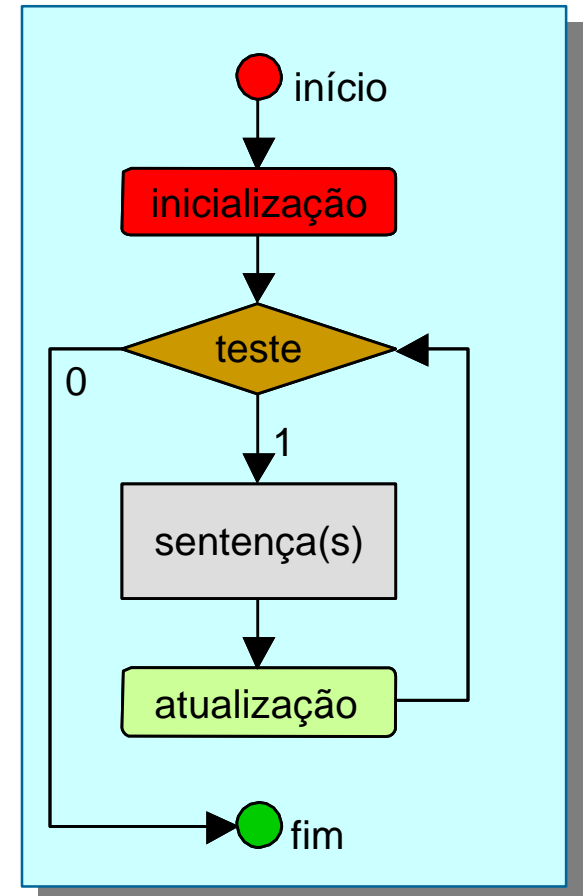 início
inicialização
teste
0
1
sentença(s)
atualização
fim